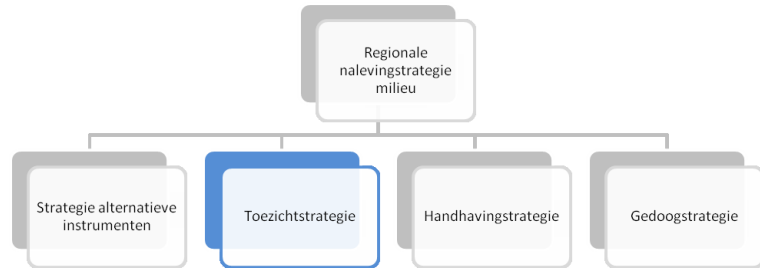 Regionale
nalevingstrategie
milieu
Strategie alternatieve
instrumenten
Toezichtstrategie
Handhavingstrategie
Gedoogstrategie